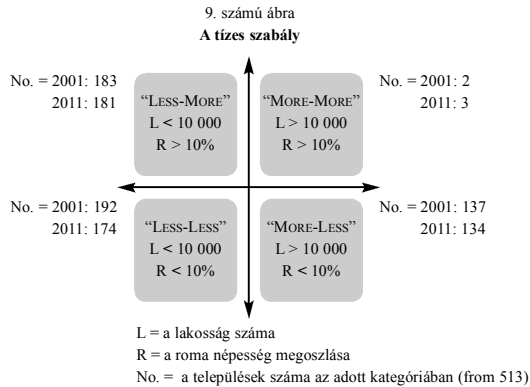 9. számú ábra
A tízes szabály
No. = 2001: 183
2011: 181
"LESS-MORE"
L < 10 000
R > 10%
"MORE-MORE"
L > 10 000
R > 10%
No. = 2001: 2
2011: 3
No. = 2001: 192
2011: 174
"LESS-LESS"
L < 10 000
R < 10%
"MORE-LESS"
L > 10 000
R < 10%
No. = 2001: 137
2011: 134
L = a lakosság száma
R = a roma népesség megoszlása
No. = a települések száma az adott kategóriában (from 513)